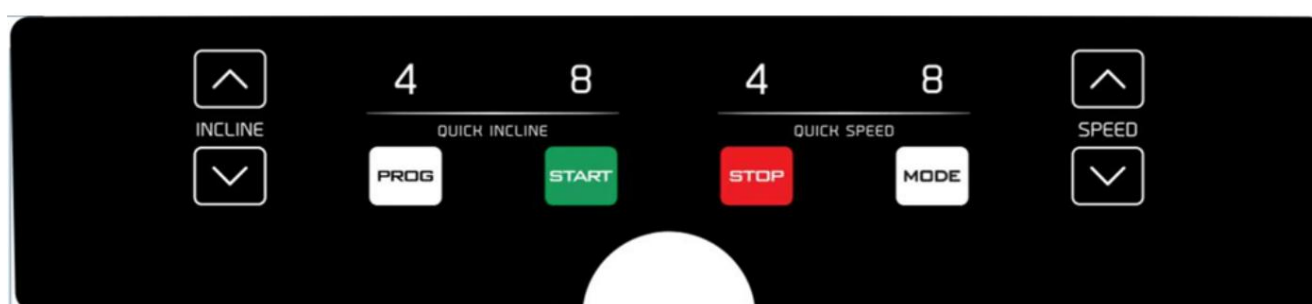 4 8 4 8
INCLINE QUICK INCLINE QUICK SPEED SPEED
PROG START STOP MODE